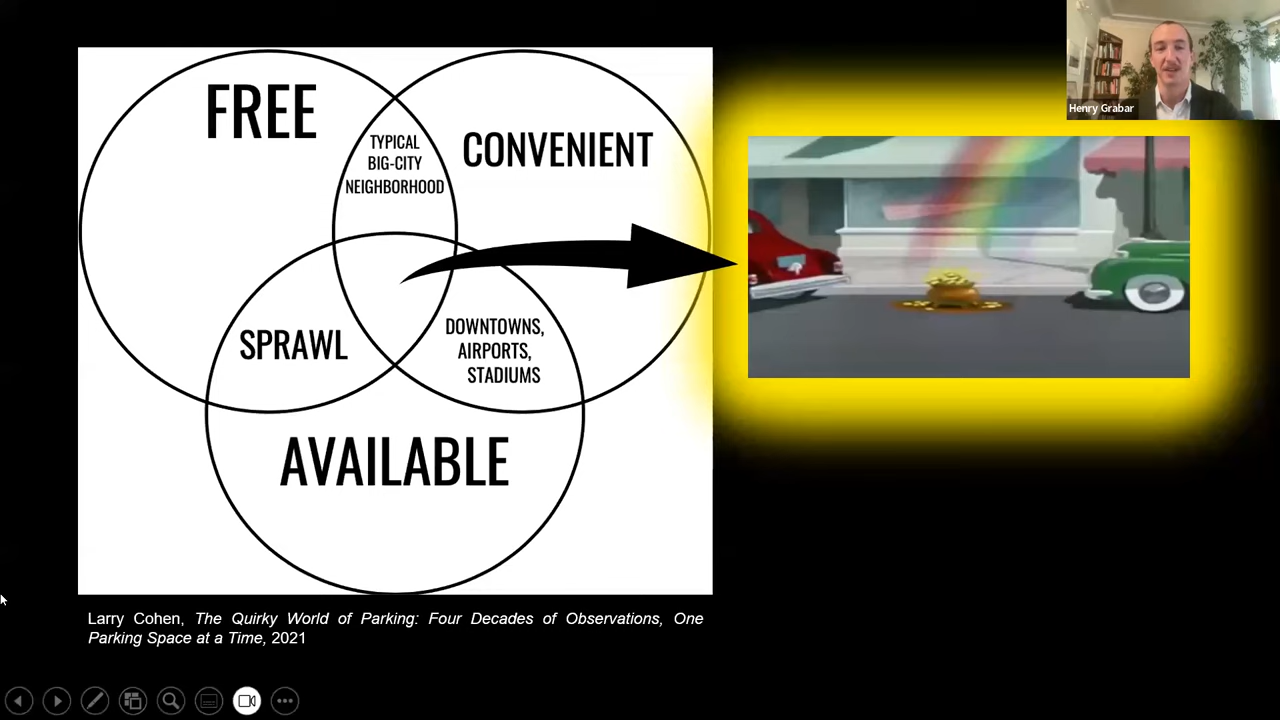 FREE
CONVENIENT
TYPICAL
BIG-CITY
NEIGHBORHOOD
SPRAWL
DOWNTOWNS,
AIRPORTS,
STADIUMS
AVAILABLE
Larry Cohen, The Quirky World of Parking: Four Decades of Observations, One
Parking Space at a Time, 2021
Henry Grabar